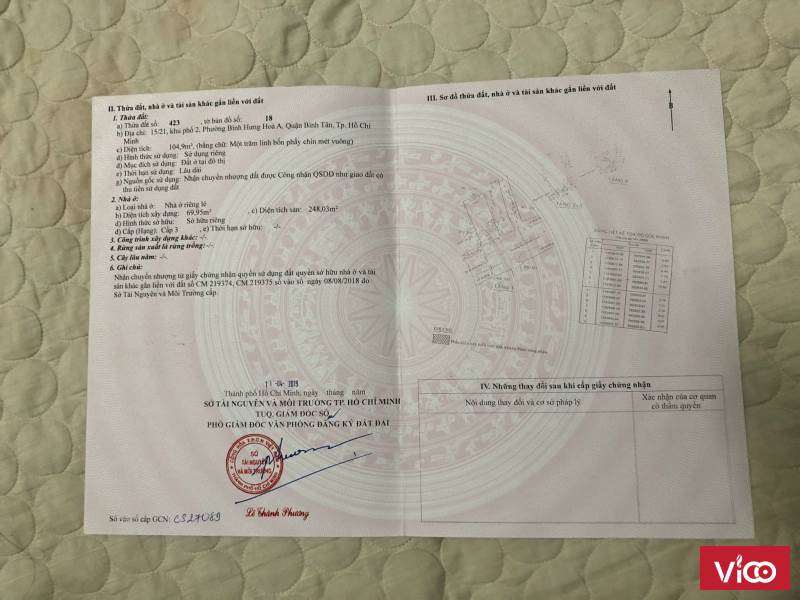 II. Thửa đất, nhà ở và tài sản khác gắn liền với đất
1. Thửa đất:
a) Thửa đất số: 423 , tờ bản đồ số: 18
b) Địa chỉ: 15/21, khu phố 2, Phường Bình Hưng Hoà A, Quận Bình Tân, Tp. Hồ Chí
Minh
c) Diện tích: 104,9m², (bằng chữ: Một trăm linh bốn phẩy chín mét vuông)
d) Hình thức sử dụng: Sử dụng riêng
đ) Mục đích sử dụng: Đất ở tại đô thị
e) Thời hạn sử dụng: Lâu dài
g) Nguồn gốc sử dụng: Nhận chuyển nhượng đất được Công nhận QSDĐ như giao đất có
thu tiền sử dụng đất
2. Nhà ở:
a) Loại nhà ở: Nhà ở riêng lẻ
b) Diện tích xây dựng: 69,95m² , c) Diện tích sàn: 248,03m²
d) Hình thức sở hữu: Sở hữu riêng
đ) Cấp (Hạng): Cấp 3 , e) Thời hạn sở hữu: -/-
3. Công trình xây dựng khác: -/-
4. Rừng sản xuất là rừng trồng: -/-
5. Cây lâu năm: -/-
6. Ghi chú:
Nhận chuyển nhượng từ giấy chứng nhận quyền sử dụng đất quyền sở hữu nhà ở và tài
sản khác gắn liền với đất số CM 219374, CM 219375 số vào sổ ngày 08/08/2018 do
Sở Tài Nguyên và Môi Trường cấp.
11-04-2019
Thành phố Hồ Chí Minh, ngày tháng năm
SỞ TÀI NGUYÊN VÀ MÔI TRƯỜNG TP. HỒ CHÍ MINH
TUQ. GIÁM ĐỐC SỞ
PHÓ GIÁM ĐỐC VĂN PHÒNG ĐĂNG KÝ ĐẤT ĐAI
SỞ
TÀI NGUYÊN
VÀ MÔI TRƯỜNG
THÀNH PHỐ HỒ CHÍ MINH
Lê Thành Phương
Số vào sổ cấp GCN: CS27089
III. Sơ đồ thửa đất, nhà ở và tài sản khác gắn liền với đất
B
IV. Những thay đổi sau khi cấp giấy chứng nhận
Nội dung thay đổi và cơ sở pháp lý
Xác nhận của cơ quan
có thẩm quyền
ViCO